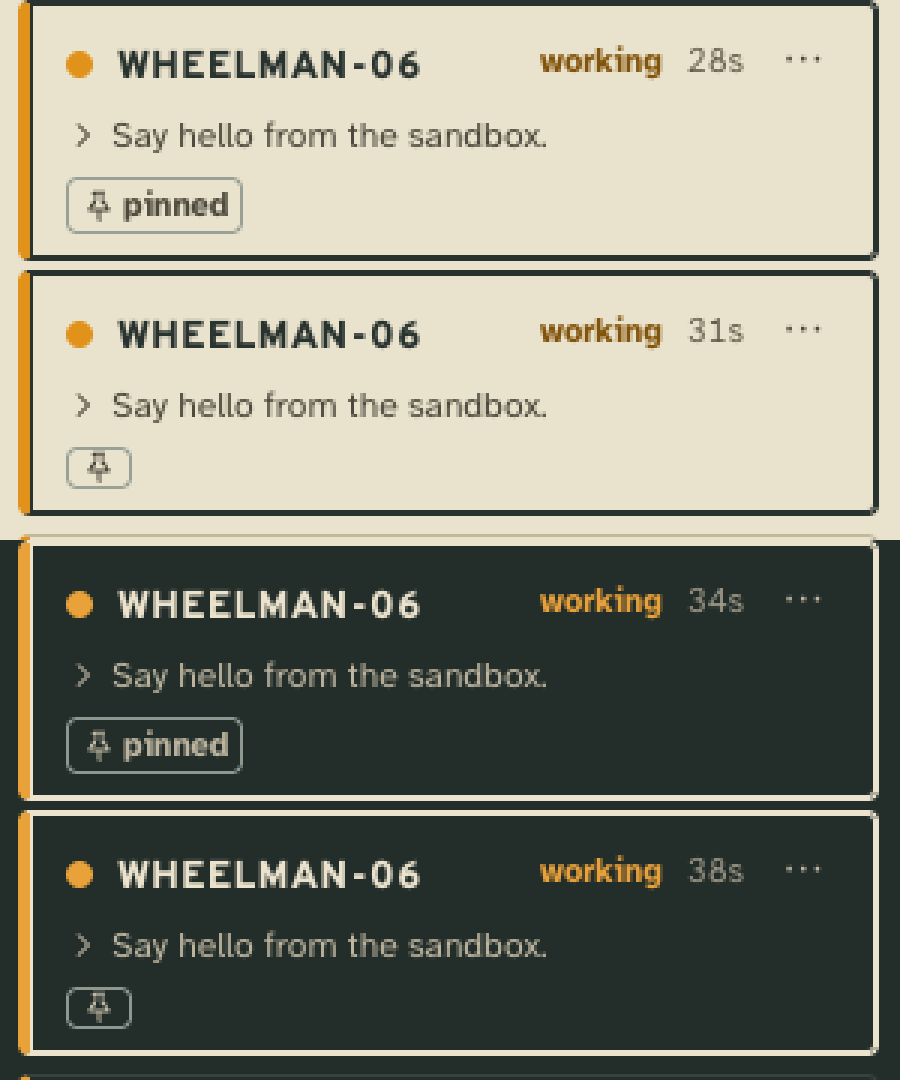 WHEELMAN-06 working 28s ···
> Say hello from the sandbox.
pinned
WHEELMAN-06 working 31s ···
> Say hello from the sandbox.
WHEELMAN-06 working 34s ···
> Say hello from the sandbox.
pinned
WHEELMAN-06 working 38s ···
> Say hello from the sandbox.